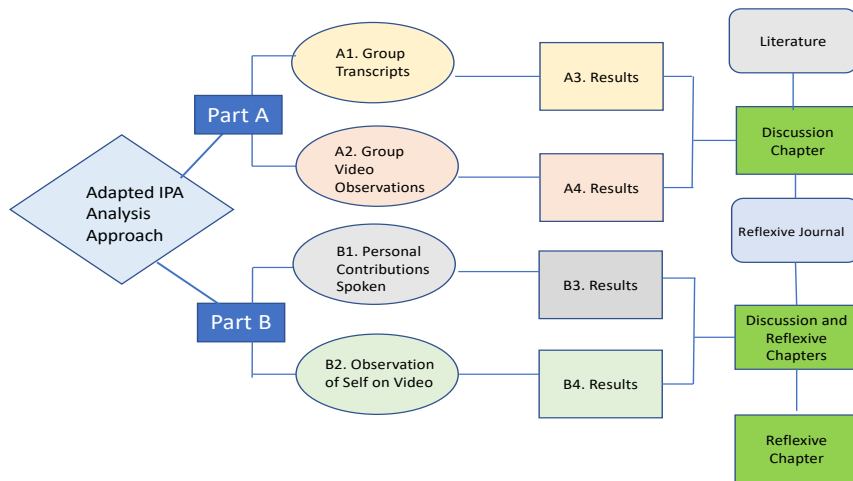 Adapted IPA
Analysis
Approach
Part A
A1. Group
Transcripts
A3. Results
A2. Group
Video
Observations
A4. Results
Part B
B1. Personal
Contributions
Spoken
B3. Results
B2. Observation
of Self on Video
B4. Results
Literature
Discussion
Chapter
Reflexive Journal
Discussion and
Reflexive
Chapters
Reflexive
Chapter